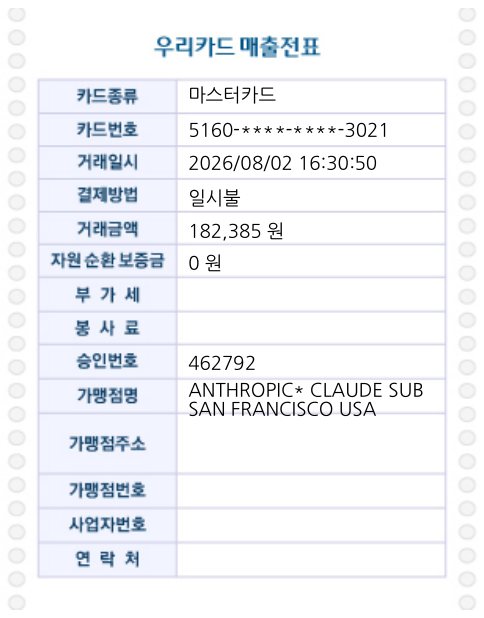 우리카드 매출전표
카드종류 마스터카드
카드번호 5160-****-****-3021
거래일시 2026/08/02 16:30:50
결제방법 일시불
거래금액 182,385 원
자원순환보증금 0 원
부 가 세
봉 사 료
승인번호 462792
가맹점명 ANTHROPIC* CLAUDE SUB
SAN FRANCISCO USA
가맹점주소
가맹점번호
사업자번호
연 락 처